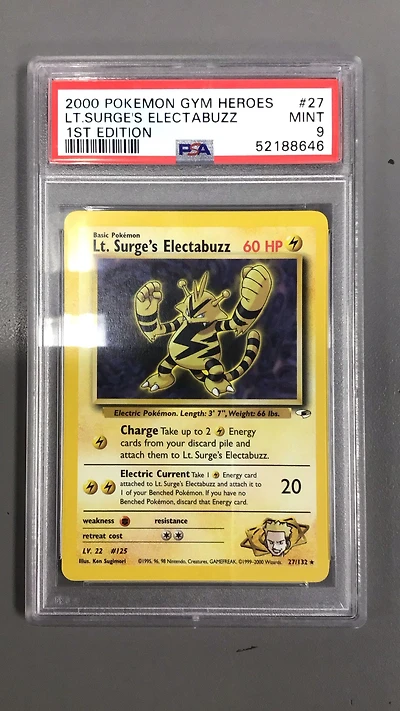 2000 POKEMON GYM HEROES #27
LT.SURGE'S ELECTABUZZ MINT
1ST EDITION 9
PSA 52188646
Basic Pokémon
Lt. Surge's Electabuzz 60 HP
Electric Pokémon. Length: 3' 7", Weight: 66 lbs.
Charge Take up to 2 Energy
cards from your discard pile and
attach them to Lt. Surge's Electabuzz.
Electric Current Take 1 Energy card
attached to Lt. Surge's Electabuzz and attach it to
1 of your Benched Pokémon. If you have no
Benched Pokémon, discard that Energy card.
20
weakness resistance
retreat cost
LV. 22 #125
Illus. Ken Sugimori ©1995, 96, 98 Nintendo, Creatures, GAMEFREAK. ©1999-2000 Wizards. 27/132 ★